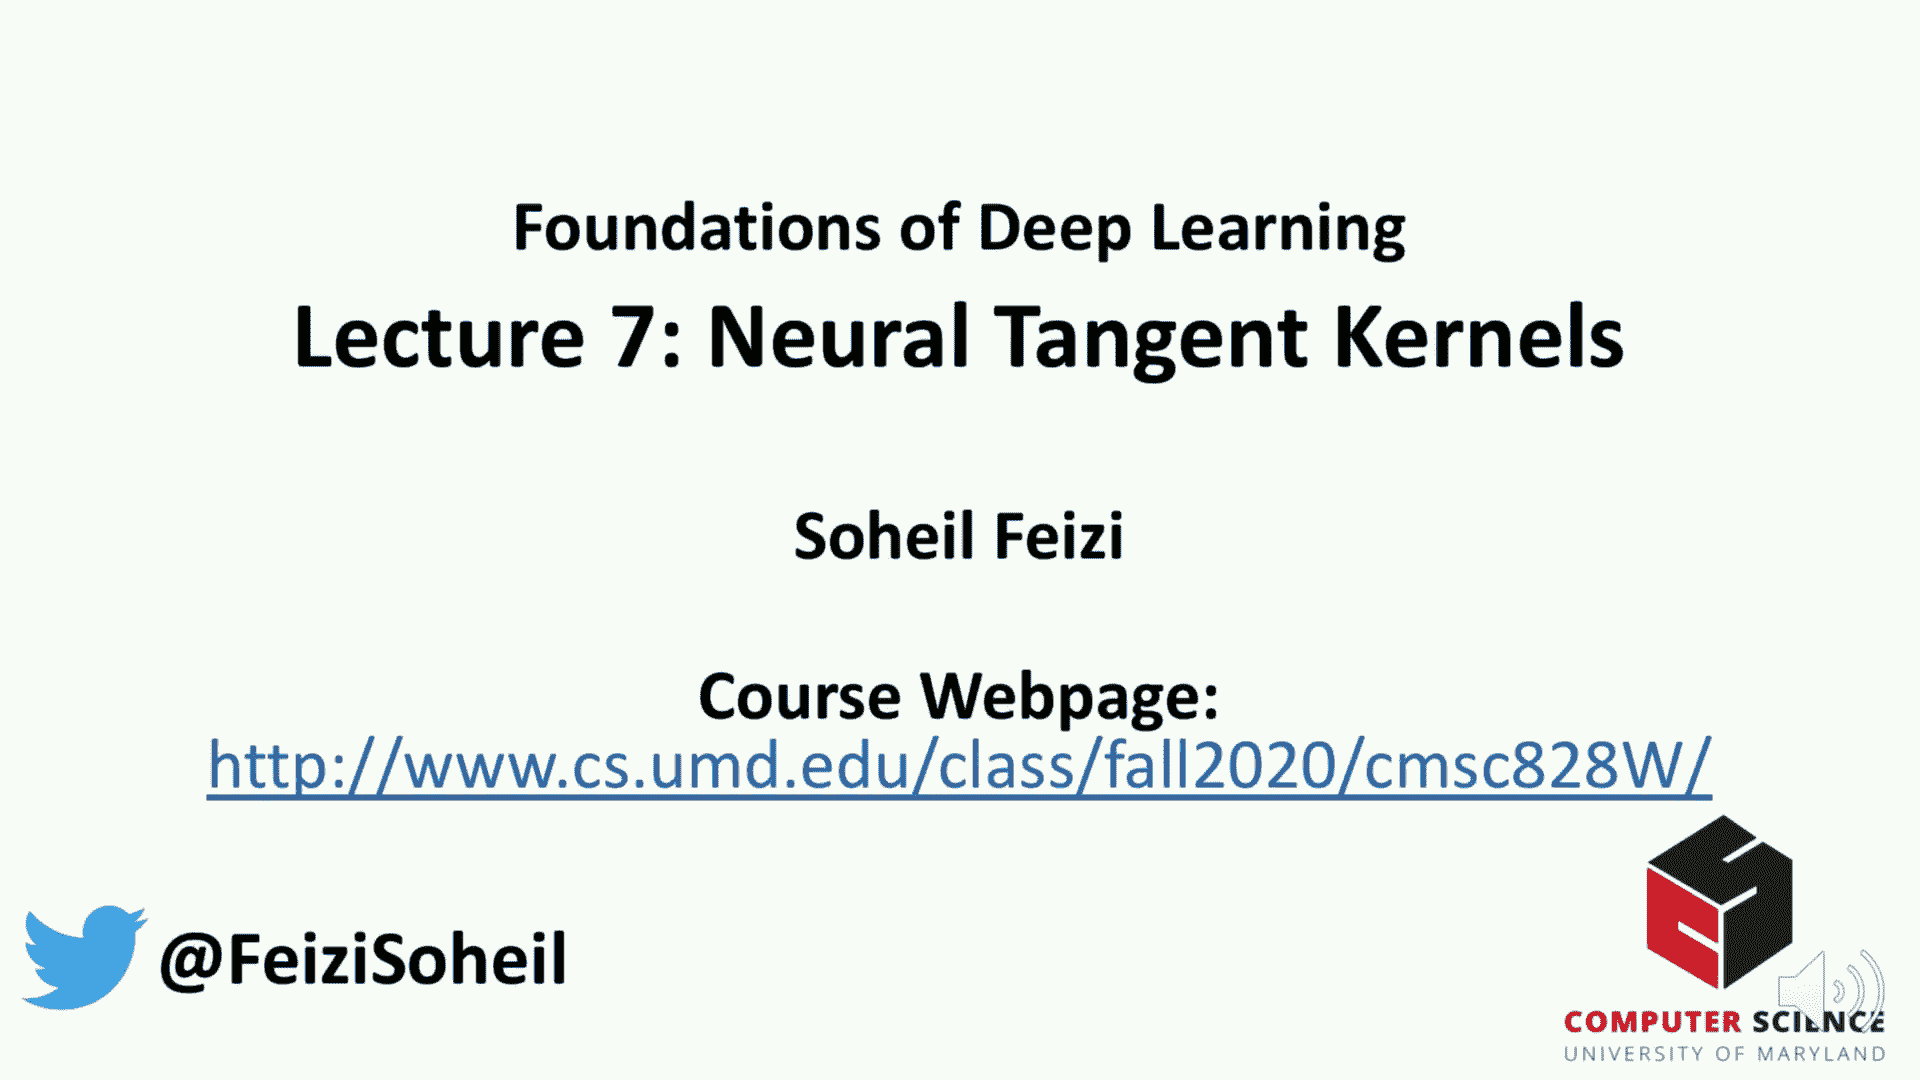 Foundations of Deep Learning
Lecture 7: Neural Tangent Kernels
Soheil Feizi
Course Webpage:
http://www.cs.umd.edu/class/fall2020/cmsc828W/
@FeiziSoheil
COMPUTER SCIENCE
UNIVERSITY OF MARYLAND